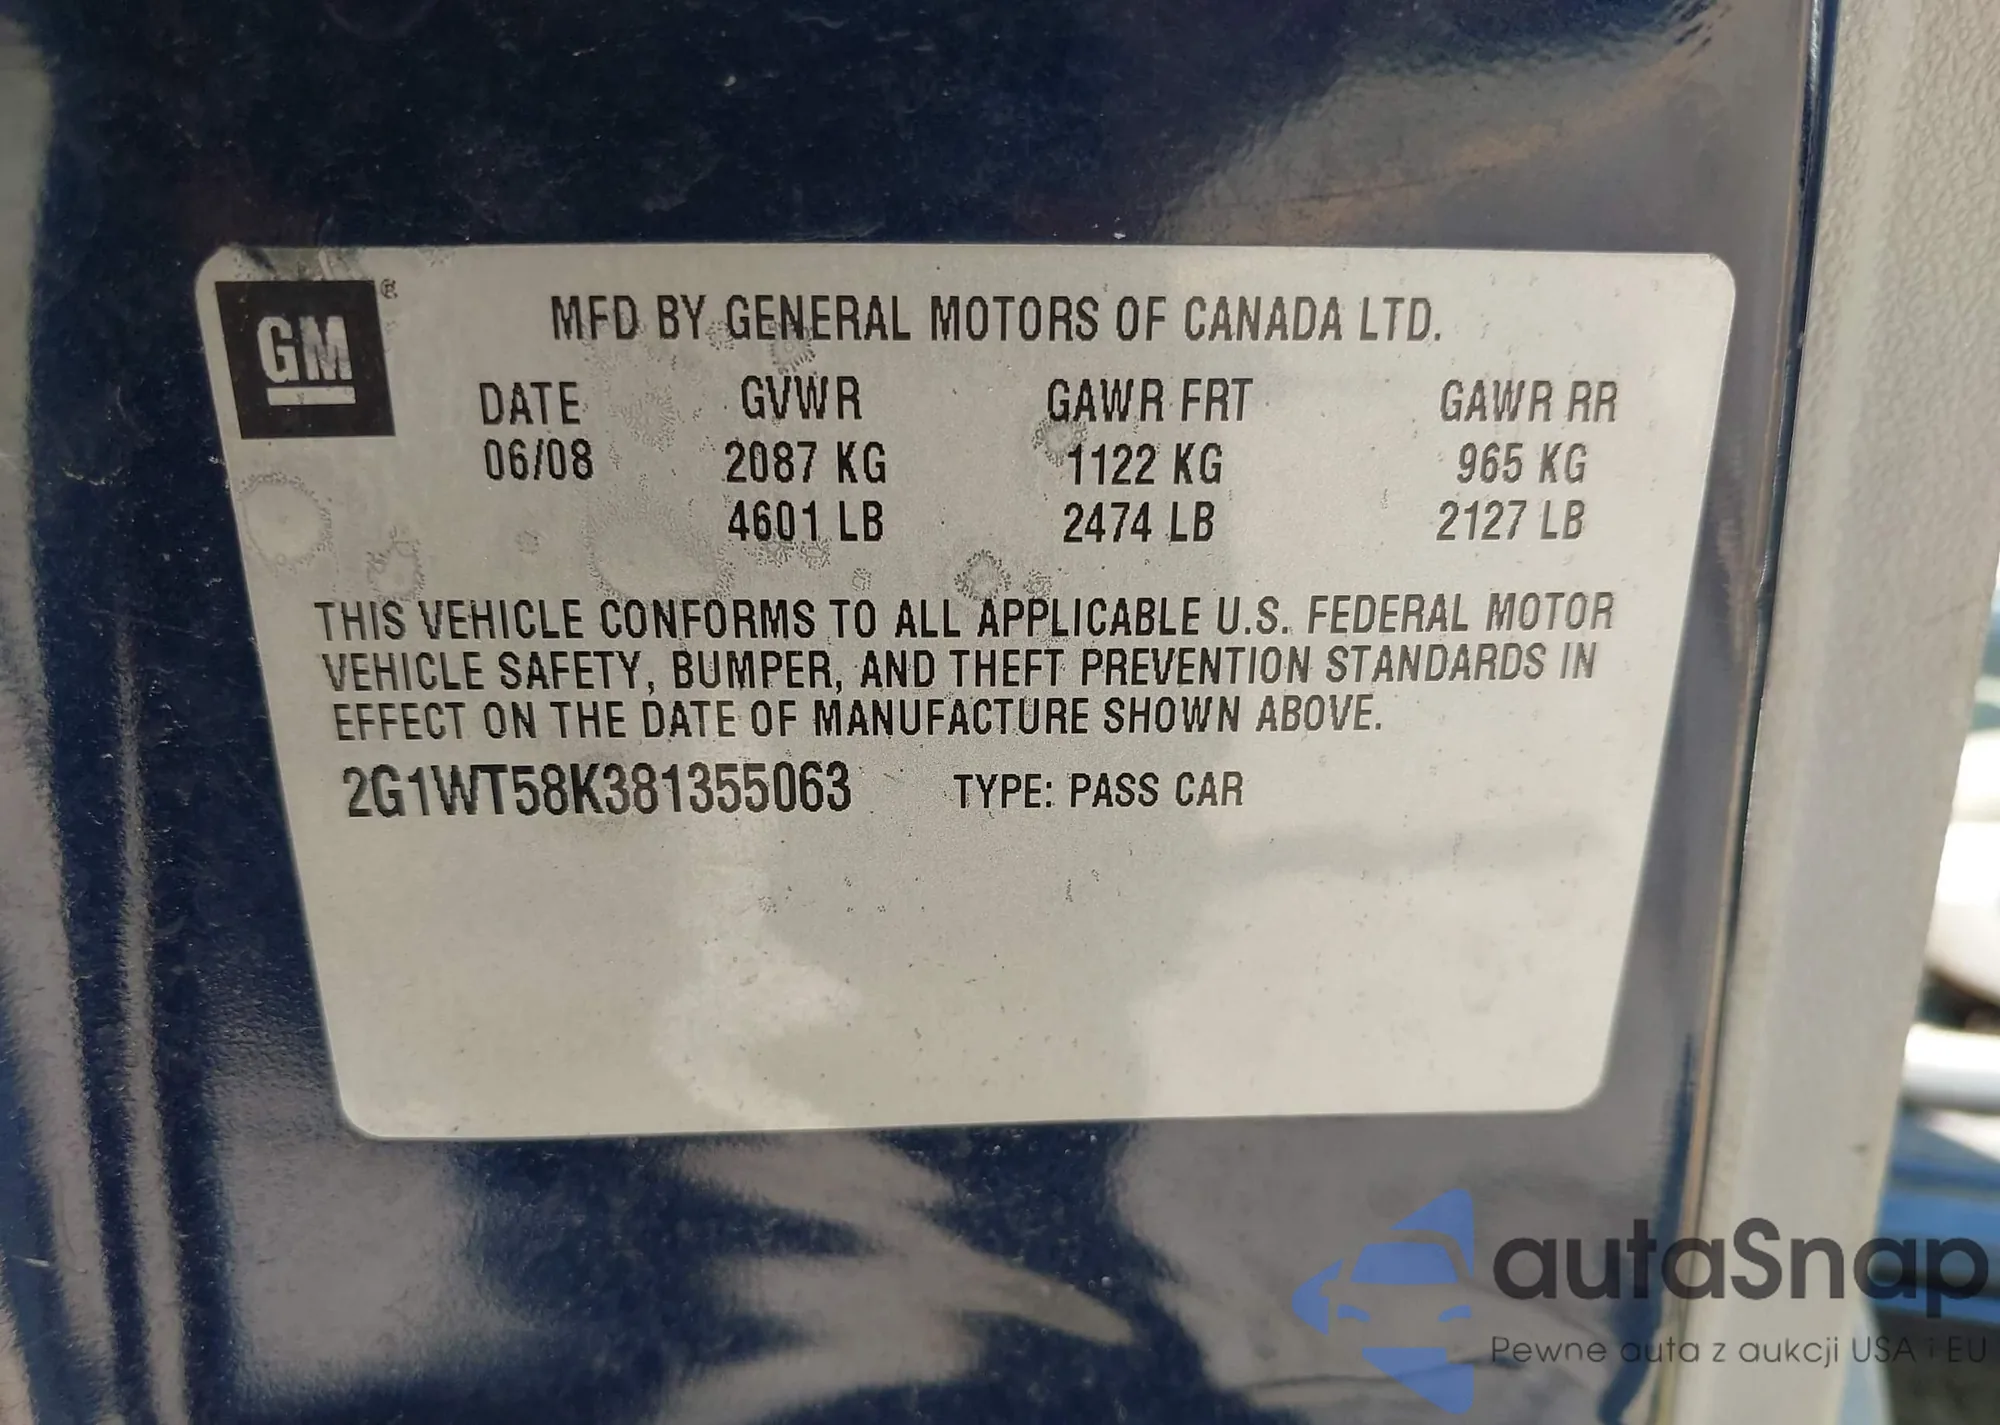 GM ®
MFD BY GENERAL MOTORS OF CANADA LTD.
DATE GVWR GAWR FRT GAWR RR
06/08 2087 KG 1122 KG 965 KG
4601 LB 2474 LB 2127 LB
THIS VEHICLE CONFORMS TO ALL APPLICABLE U.S. FEDERAL MOTOR
VEHICLE SAFETY, BUMPER, AND THEFT PREVENTION STANDARDS IN
EFFECT ON THE DATE OF MANUFACTURE SHOWN ABOVE.
2G1WT58K381355063 TYPE: PASS CAR
autaSnap
Pewne auta z aukcji USA i EU